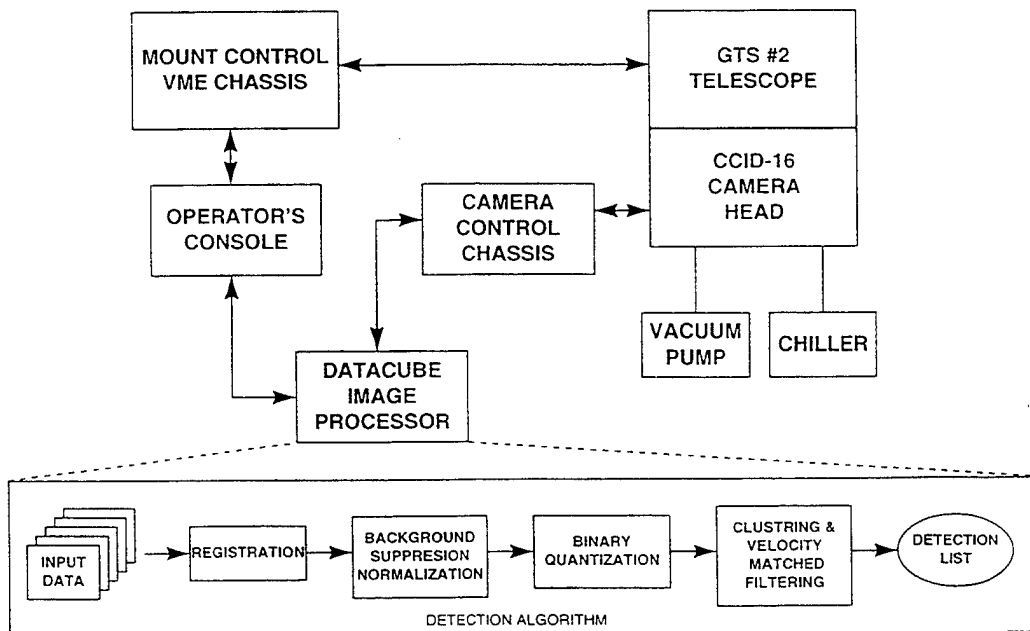 MOUNT CONTROL
VME CHASSIS
GTS #2
TELESCOPE
CCID-16
CAMERA
HEAD
OPERATOR'S
CONSOLE
CAMERA
CONTROL
CHASSIS
VACUUM
PUMP
CHILLER
DATACUBE
IMAGE
PROCESSOR
INPUT
DATA
REGISTRATION
BACKGROUND
SUPPRESION
NORMALIZATION
BINARY
QUANTIZATION
CLUSTRING &
VELOCITY
MATCHED
FILTERING
DETECTION
LIST
DETECTION ALGORITHM